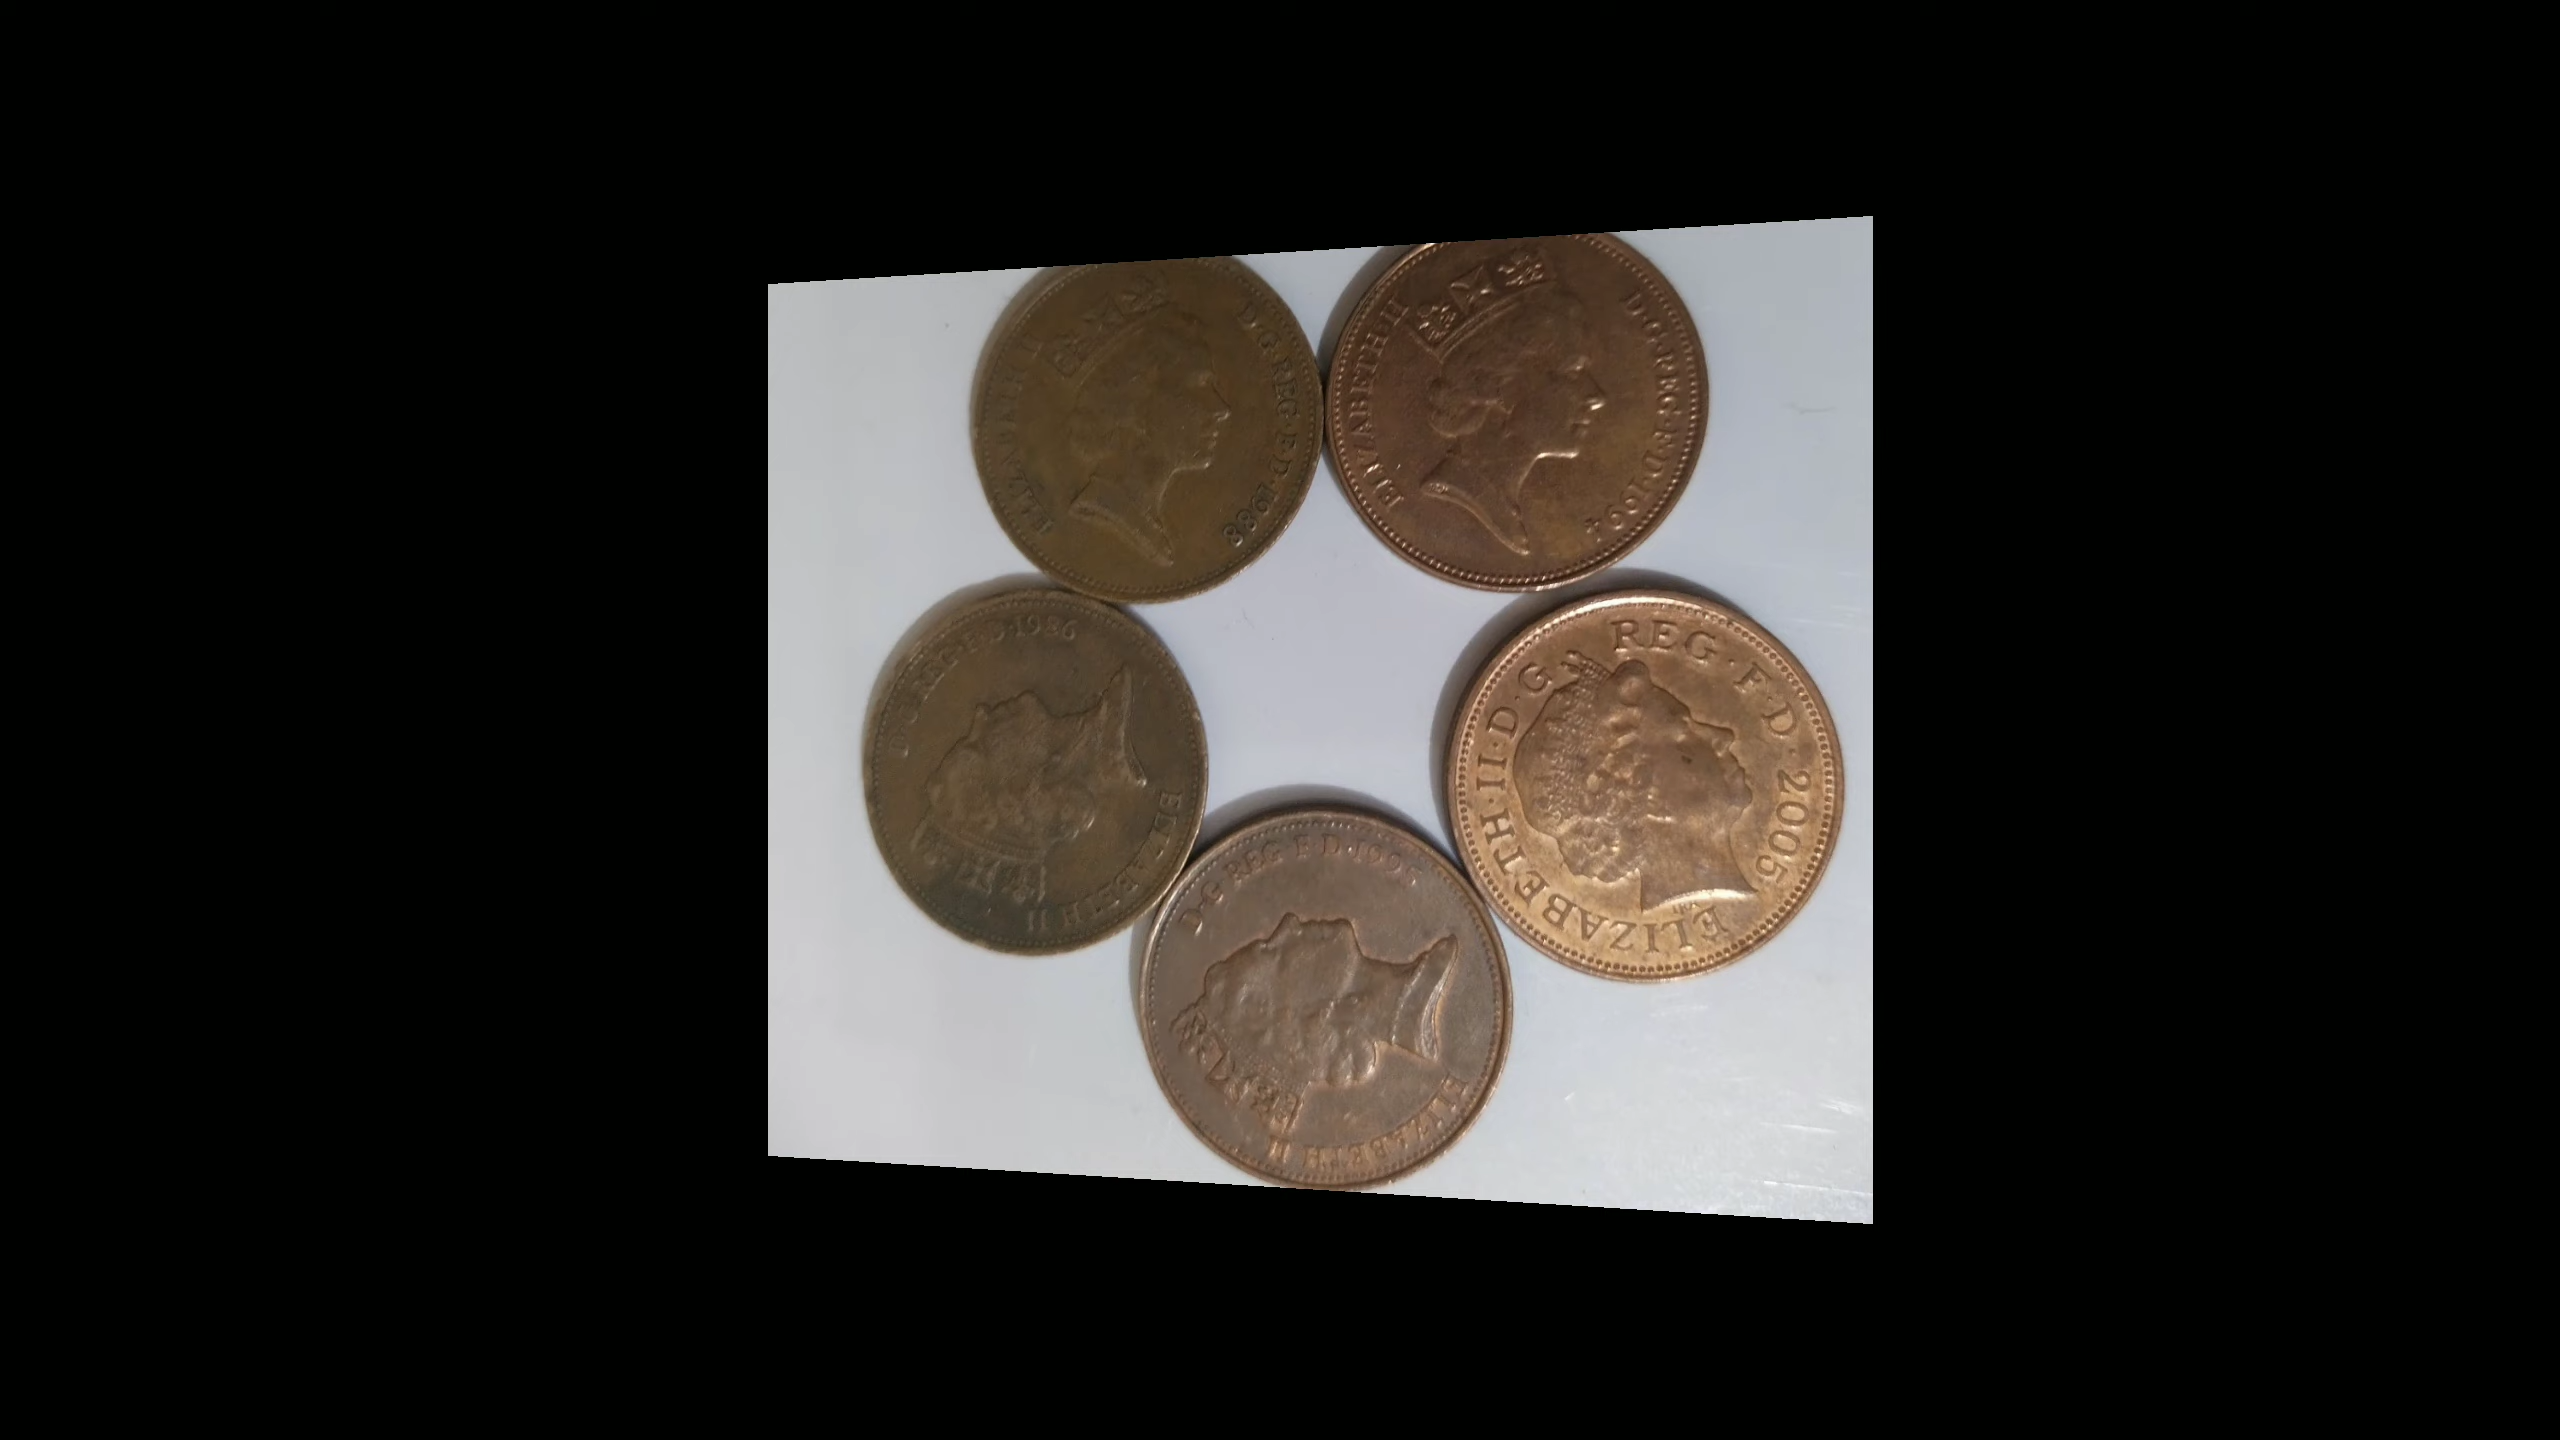 ELIZABETH II D·G·REG·F·D·1988
ELIZABETH·II D·G·REG·F·D·1994
D·G·REG·F·D·1986 ELIZABETH II
ELIZABETH·II·D·G REG·F·D·2005
D·G REG F D·199 ELIZABETH II